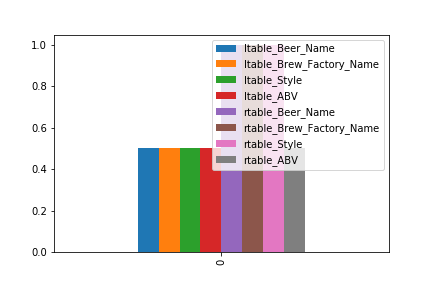 1.0
0.8
0.6
0.4
0.2
0.0
ltable_Beer_Name
ltable_Brew_Factory_Name
ltable_Style
ltable_ABV
rtable_Beer_Name
rtable_Brew_Factory_Name
rtable_Style
rtable_ABV
0